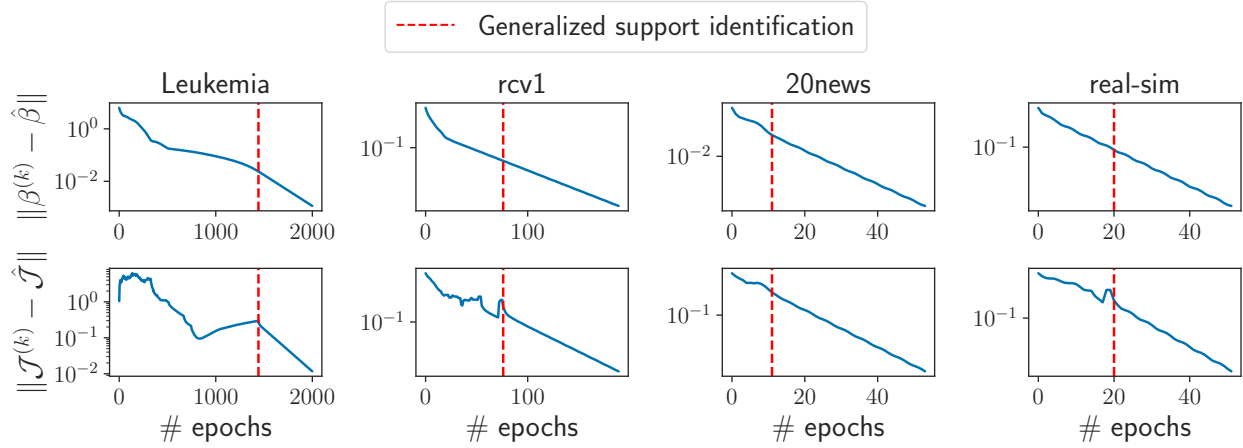 Generalized support identification
Leukemia rcv1 20news real-sim
‖β^(k) − β̂‖
10^0
10^−2
0 1000 2000
10^−1
0 100
10^−2
0 20 40
10^−1
0 20 40
‖𝒥^(k) − 𝒥̂‖
10^0
10^−1
10^−2
0 1000 2000
10^−1
0 100
10^−1
0 20 40
10^−1
0 20 40
# epochs # epochs # epochs # epochs